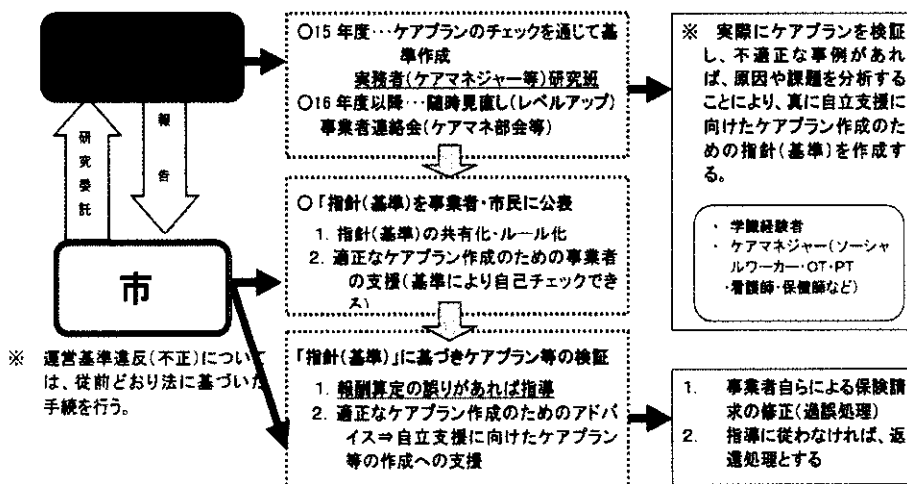 〇15 年度…ケアプランのチェックを通じて基
準作成
実務者(ケアマネジャー等)研究班
〇16 年度以降…随時見直し(レベルアップ)
事業者連絡会(ケアマネ部会等)
※ 実際にケアプランを検証
し、不適正な事例があれ
ば、原因や課題を分析する
ことにより、真に自立支援に
向けたケアプラン作成のた
めの指針(基準)を作成す
る。
・ 学識経験者
・ ケアマネジャー(ソーシャ
ルワーカー・OT・PT
・看護師・保健師など)
研究委託
報告
市
※ 運営基準違反(不正)について
は、従前どおり法に基づいた
手続を行う。
〇「指針(基準)を事業者・市民に公表
1. 指針(基準)の共有化・ルール化
2. 適正なケアプラン作成のための事業者
の支援(基準により自己チェックでき
る)
「指針(基準)」に基づきケアプラン等の検証
1. 報酬算定の誤りがあれば指導
2. 適正なケアプラン作成のためのアドバ
イス⇒自立支援に向けたケアプラン
等の作成への支援
1. 事業者自らによる保険請
求の修正(過誤処理)
2. 指導に従わなければ、返
還処理とする